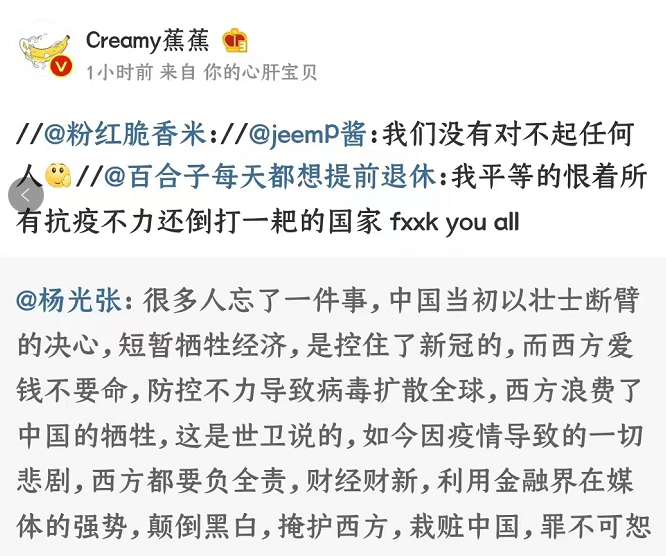 Creamy蕉蕉
1小时前 来自 你的心肝宝贝
//@粉红脆香米://@jeemp酱:我们没有对不起任何
人//@百合子每天都想提前退休:我平等的恨着所
有抗疫不力还倒打一耙的国家 fxxk you all
@杨光张: 很多人忘了一件事, 中国当初以壮士断臂
的决心, 短暂牺牲经济, 是控住了新冠的, 而西方爱
钱不要命, 防控不力导致病毒扩散全球, 西方浪费了
中国的牺牲, 这是世卫说的, 如今因疫情导致的一切
悲剧, 西方都要负全责, 财经财新, 利用金融界在媒
体的强势, 颠倒黑白, 掩护西方, 栽赃中国, 罪不可恕